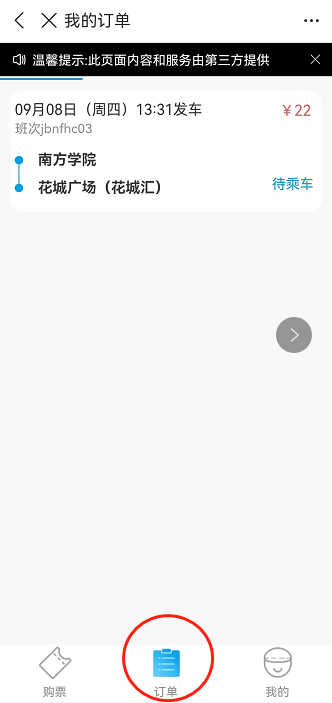 我的订单
温馨提示:此页面内容和服务由第三方提供
09月08日（周四）13:31发车
￥22
班次jbnfhc03
南方学院
花城广场（花城汇）
待乘车
购票
订单
我的